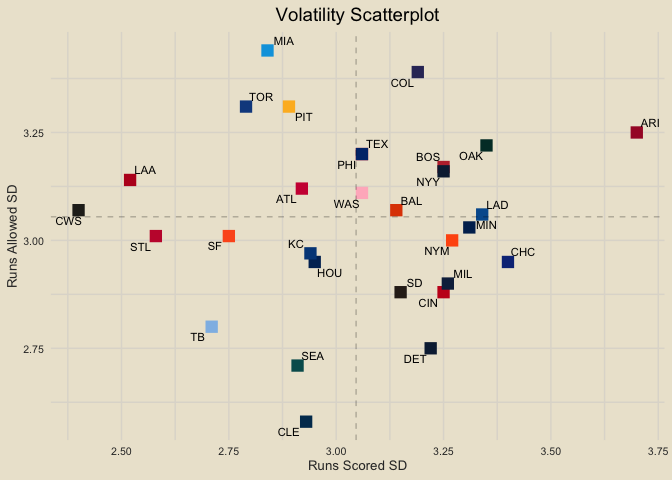 Volatility Scatterplot
MIA
COL
TOR
PIT
ARI
3.25
TEX
OAK
BOS
PHI
LAA
NYY
ATL
WAS
BAL
LAD
CWS
MIN
STL
SF
KC
NYM
CHC
3.00
HOU
SD
MIL
CIN
TB
2.75
SEA
DET
CLE
Runs Allowed SD
2.50
2.75
3.00
3.25
3.50
3.75
Runs Scored SD